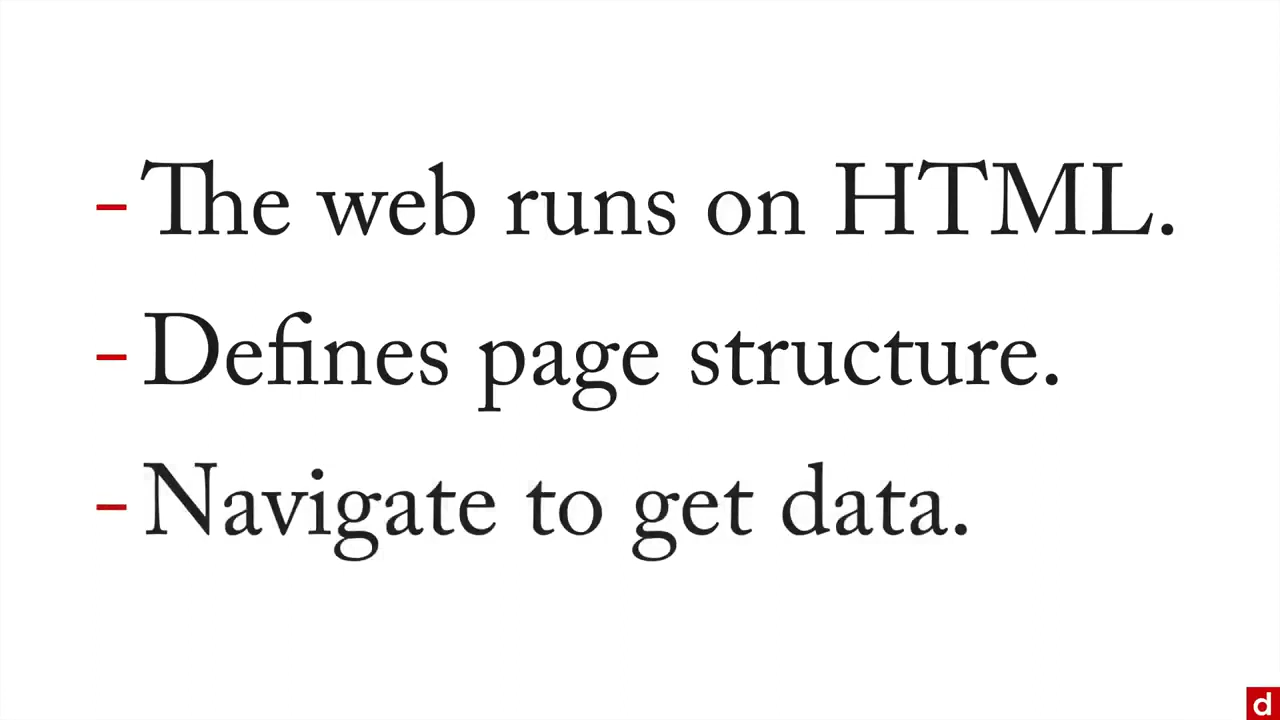 - The web runs on HTML.
- Defines page structure.
- Navigate to get data.
d